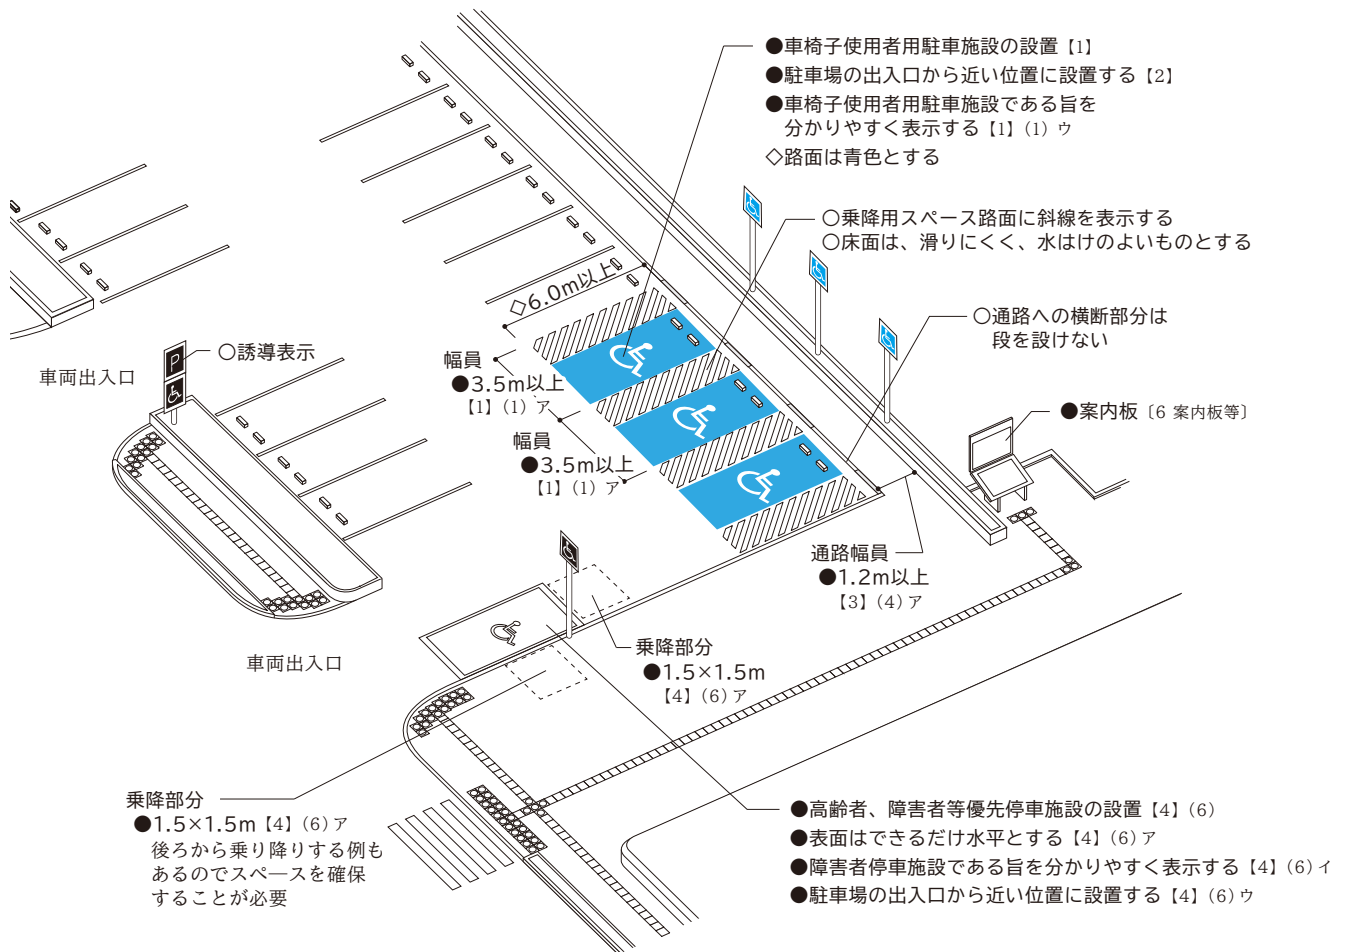 ●車椅子使用者用駐車施設の設置【1】
●駐車場の出入口から近い位置に設置する【2】
●車椅子使用者用駐車施設である旨を
分かりやすく表示する【1】(1)ウ
◇路面は青色とする
○乗降用スペース路面に斜線を表示する
○床面は、滑りにくく、水はけのよいものとする
◇6.0m以上
○通路への横断部分は
段を設けない
P
○誘導表示
車両出入口
幅員
●3.5m以上
【1】(1)ア
幅員
●3.5m以上
【1】(1)ア
●案内板〔6 案内板等〕
通路幅員
●1.2m以上
【3】(4)ア
車両出入口
乗降部分
●1.5×1.5m
【4】(6)ア
乗降部分
●1.5×1.5m【4】(6)ア
後ろから乗り降りする例も
あるのでスペースを確保
することが必要
●高齢者、障害者等優先停車施設の設置【4】(6)
●表面はできるだけ水平とする【4】(6)ア
●障害者停車施設である旨を分かりやすく表示する【4】(6)イ
●駐車場の出入口から近い位置に設置する【4】(6)ウ